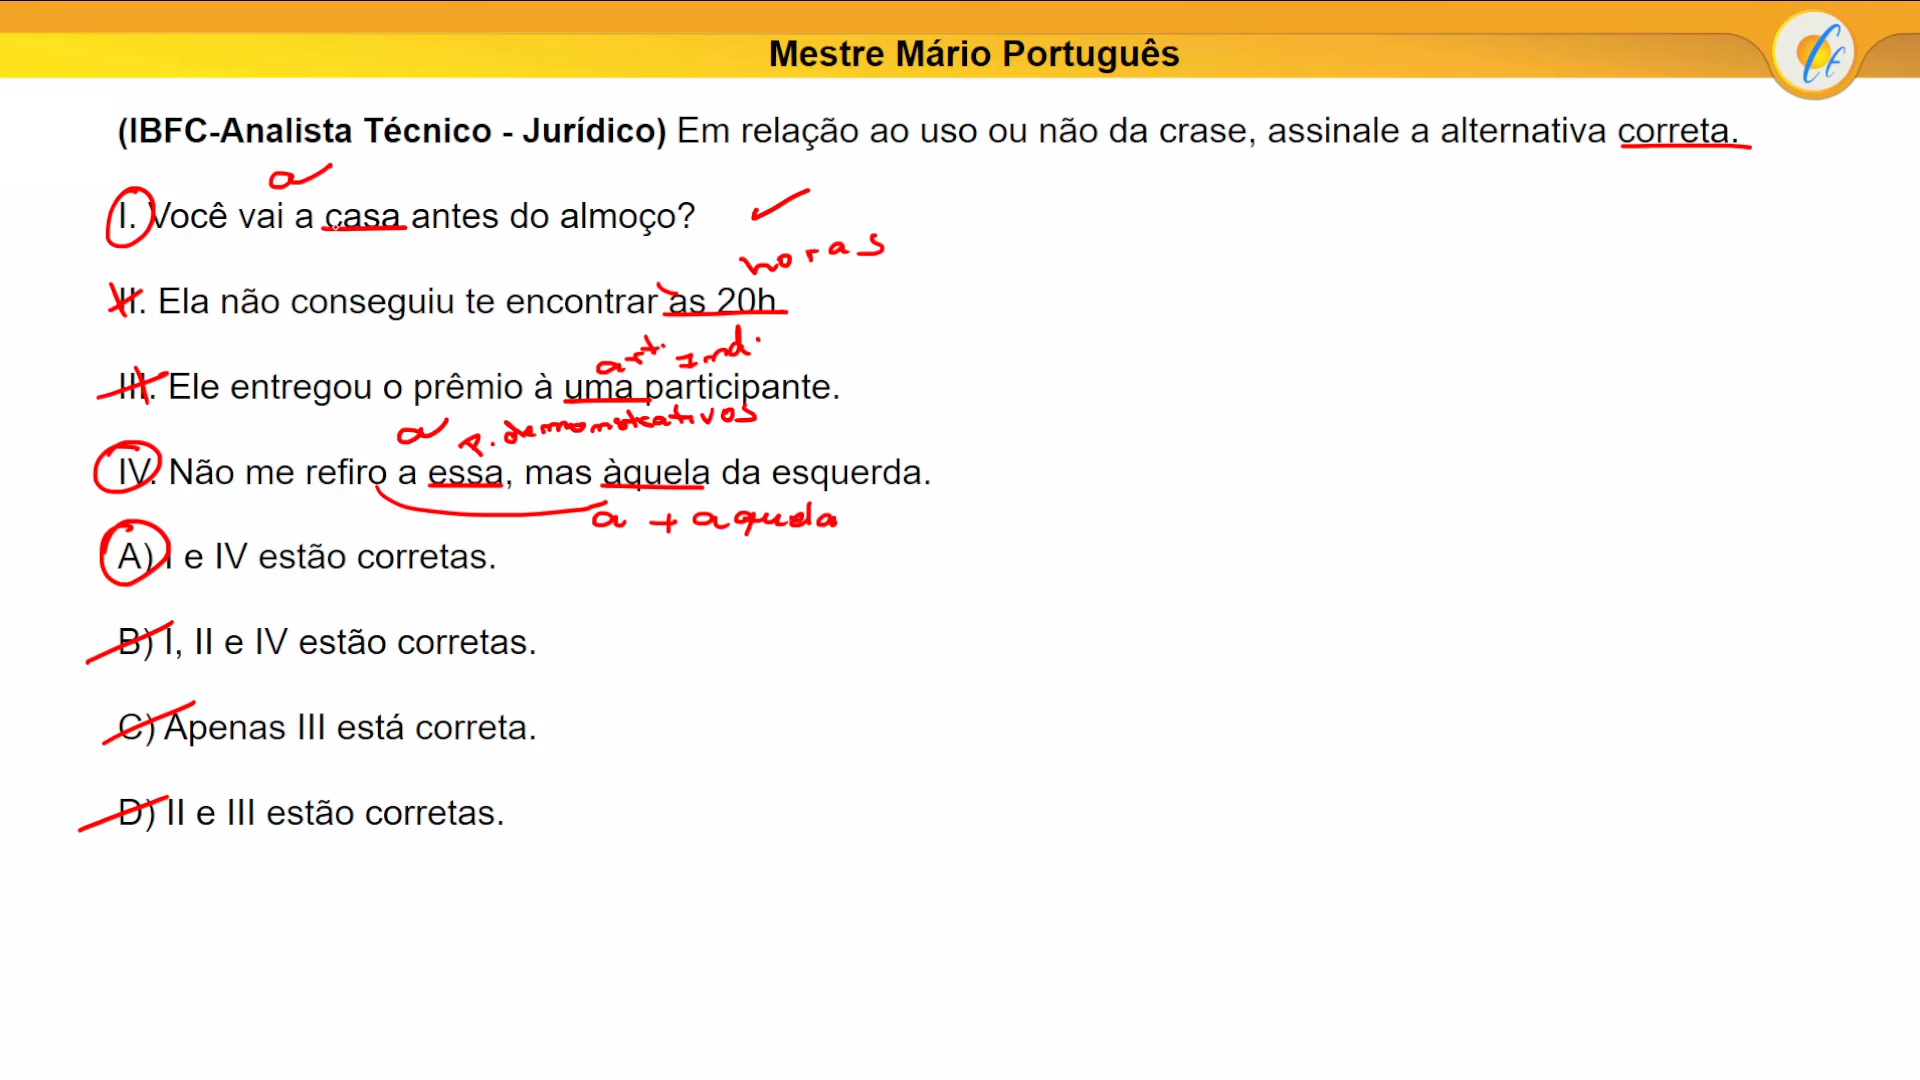 Mestre Mário Português
(IBFC-Analista Técnico - Jurídico) Em relação ao uso ou não da crase, assinale a alternativa correta.
a
I. Você vai a casa antes do almoço?
horas
II. Ela não conseguiu te encontrar as 20h
art. Ind.
III. Ele entregou o prêmio à uma participante.
a p. demonstrativos
IV. Não me refiro a essa, mas àquela da esquerda.
a + aquela
A) I e IV estão corretas.
B) I, II e IV estão corretas.
C) Apenas III está correta.
D) II e III estão corretas.